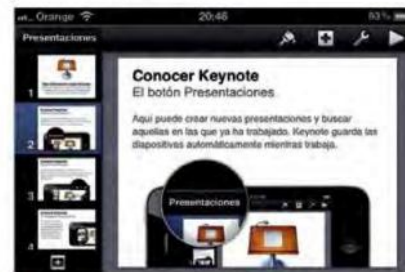 Orange 20:46 93%
Presentaciones
1
2
3
4
Conocer Keynote
El botón Presentaciones
Aquí puede crear nuevas presentaciones y buscar
aquellas en las que ya ha trabajado. Keynote guarda las
diapositivas automáticamente mientras trabaja.
Presentaciones